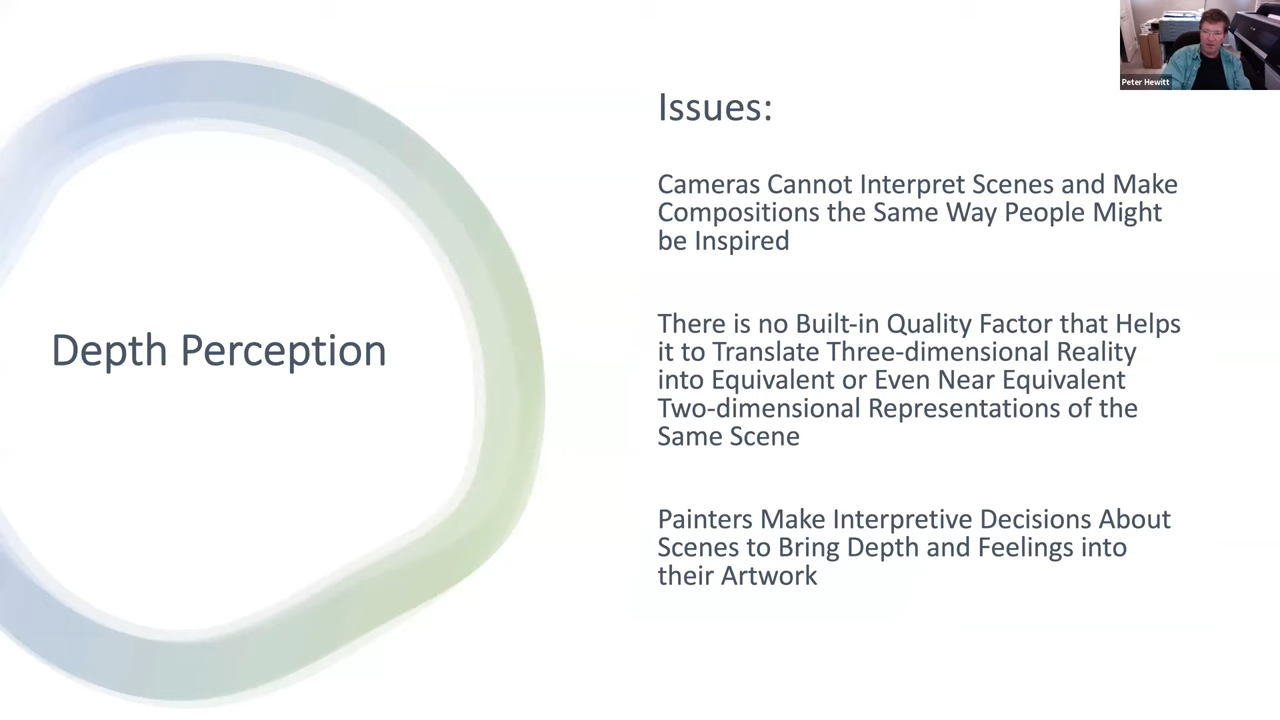 Peter Hewitt
Depth Perception
Issues:
Cameras Cannot Interpret Scenes and Make
Compositions the Same Way People Might
be Inspired
There is no Built-in Quality Factor that Helps
it to Translate Three-dimensional Reality
into Equivalent or Even Near Equivalent
Two-dimensional Representations of the
Same Scene
Painters Make Interpretive Decisions About
Scenes to Bring Depth and Feelings into
their Artwork